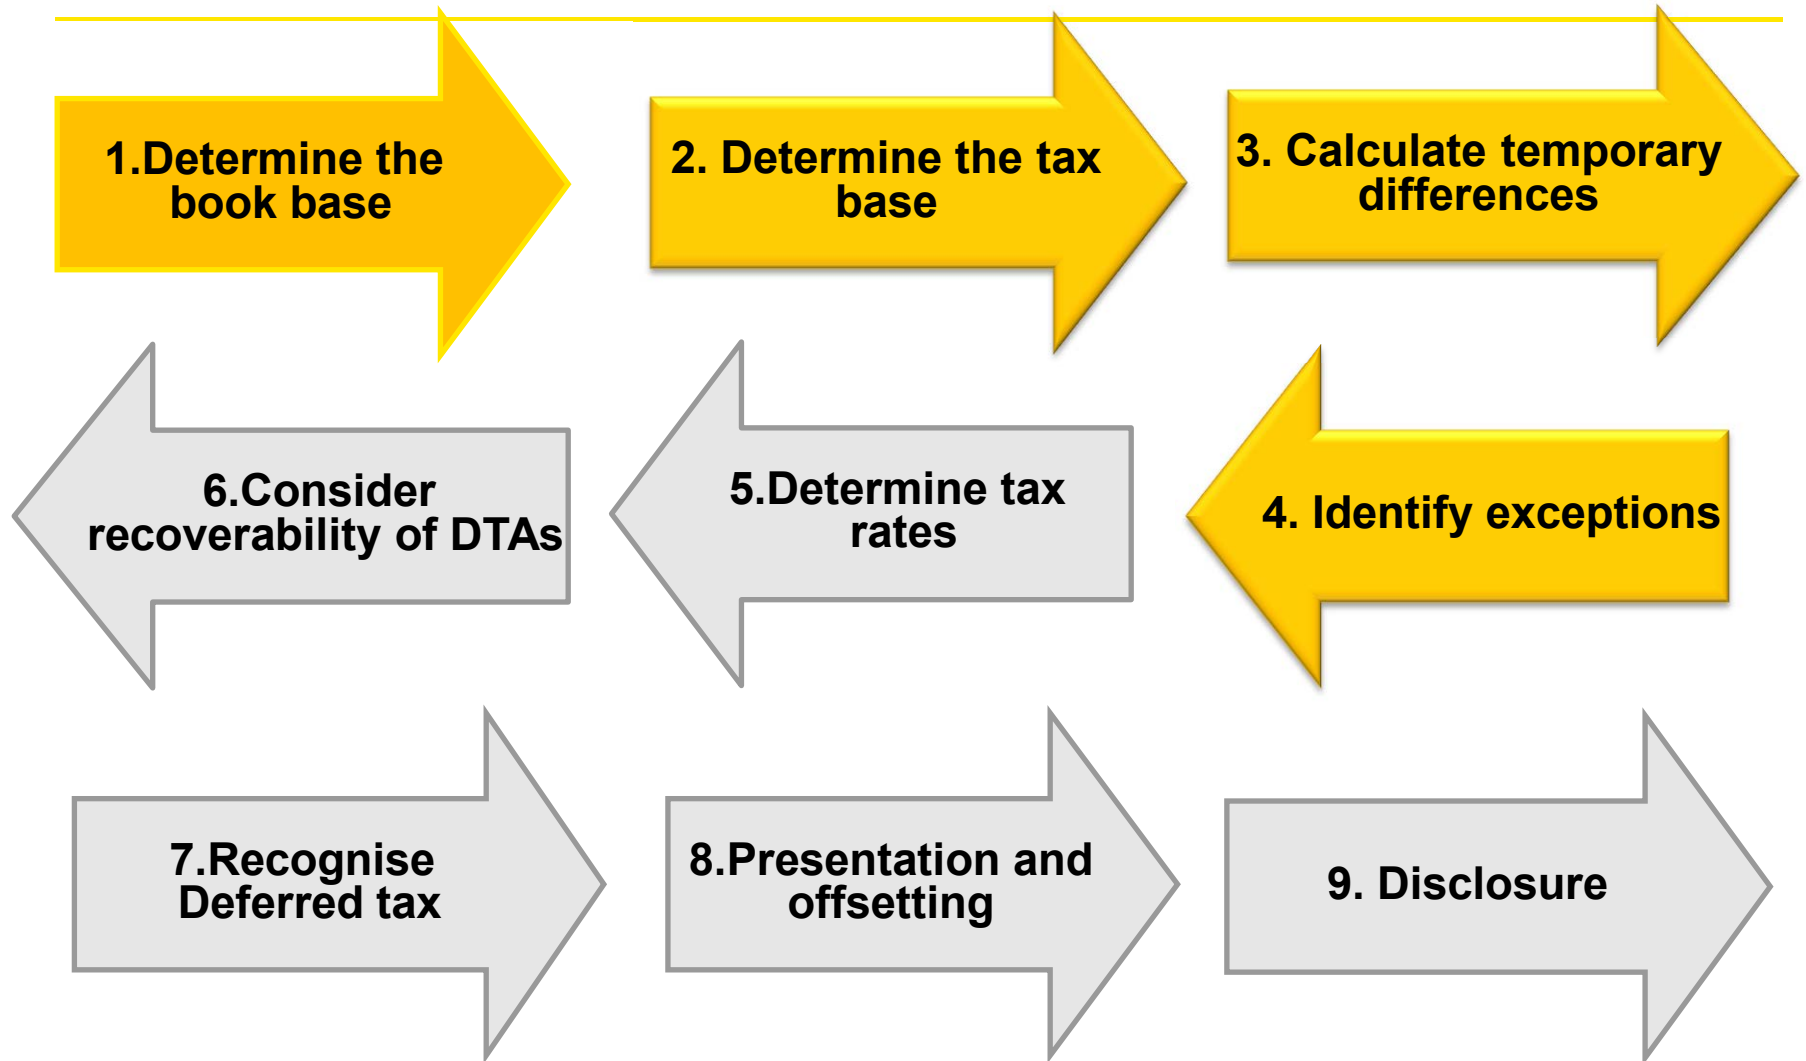 1.Determine the
book base
2. Determine the tax
base
3. Calculate temporary
differences
4. Identify exceptions
5.Determine tax
rates
6.Consider
recoverability of DTAs
7.Recognise
Deferred tax
8.Presentation and
offsetting
9. Disclosure